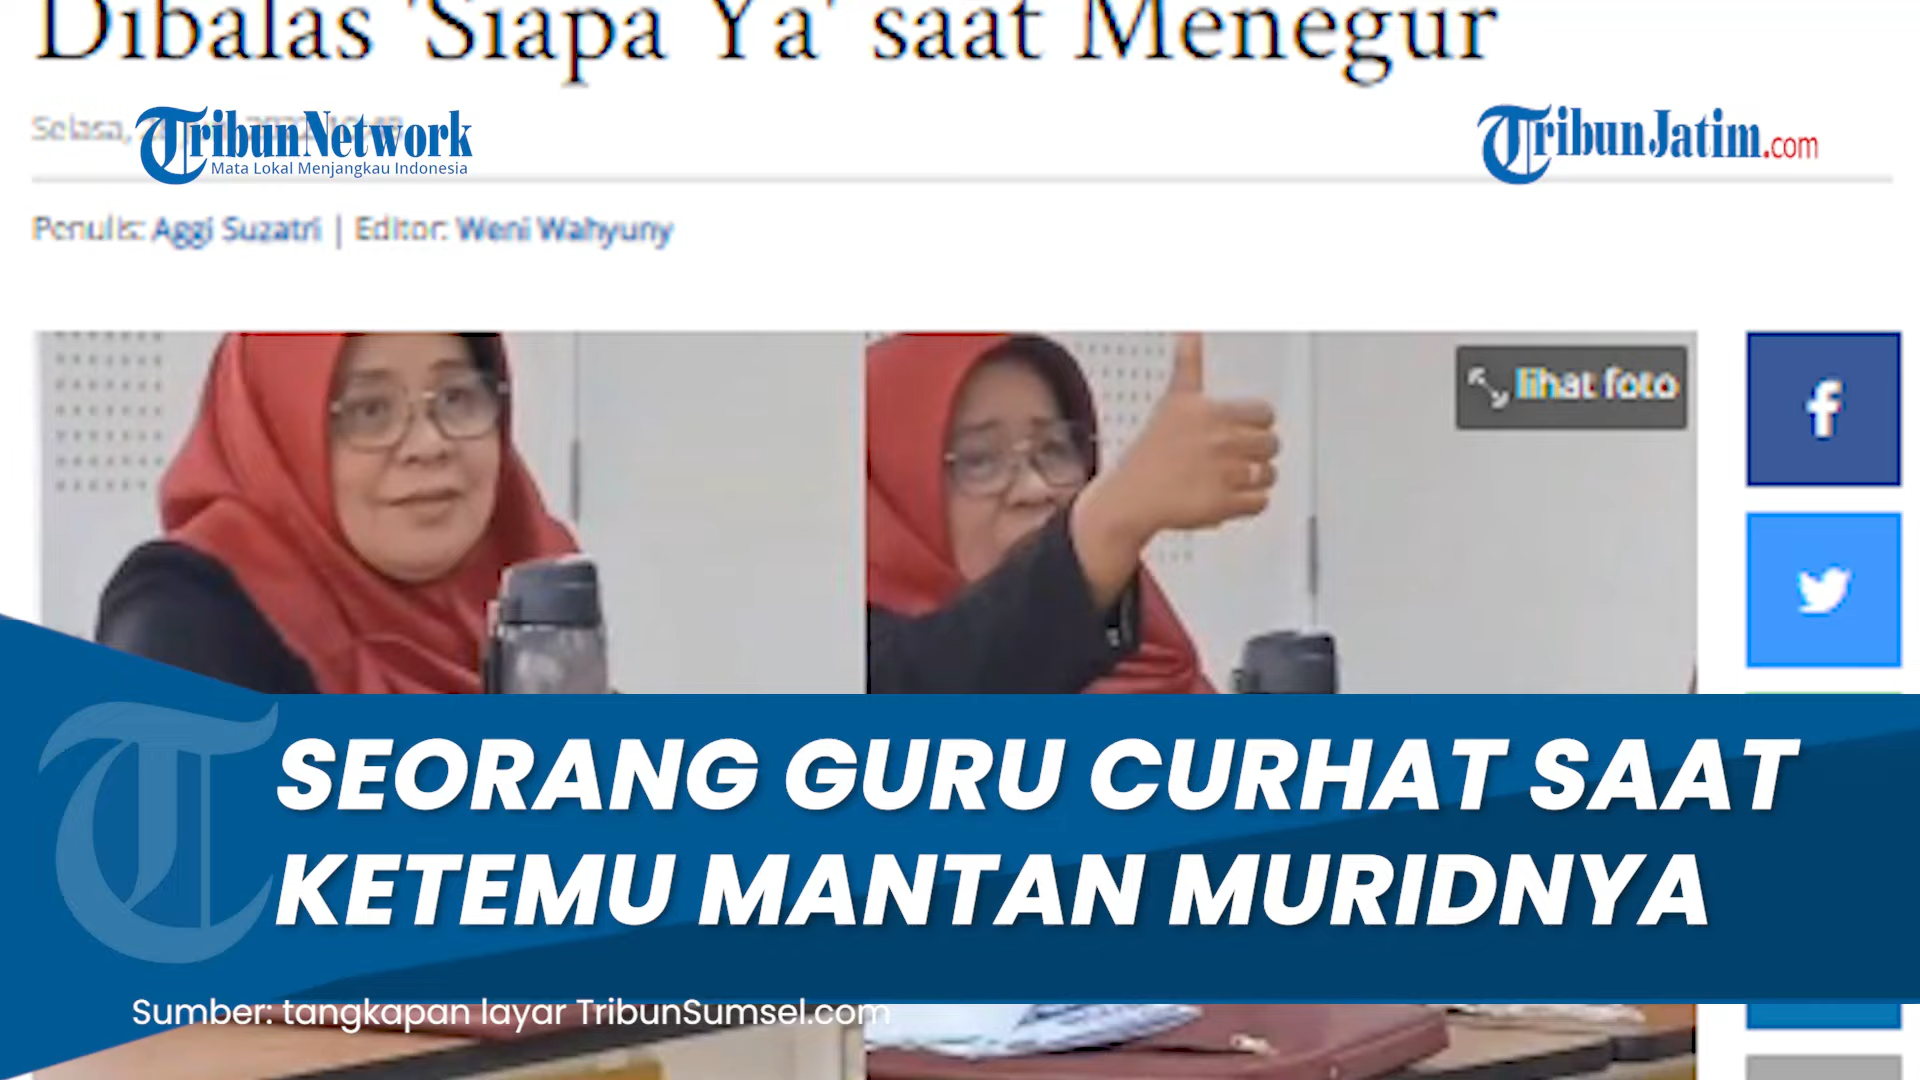 Dibalas 'Siapa Ya' saat Menegur
Selasa,
TribunNetwork
Mata Lokal Menjangkau Indonesia
TribunJatim.com
Penulis: Aggi Suzatri | Editor: Weni Wahyuny
lihat foto
SEORANG GURU CURHAT SAAT
KETEMU MANTAN MURIDNYA
Sumber: tangkapan layar TribunSumsel.com